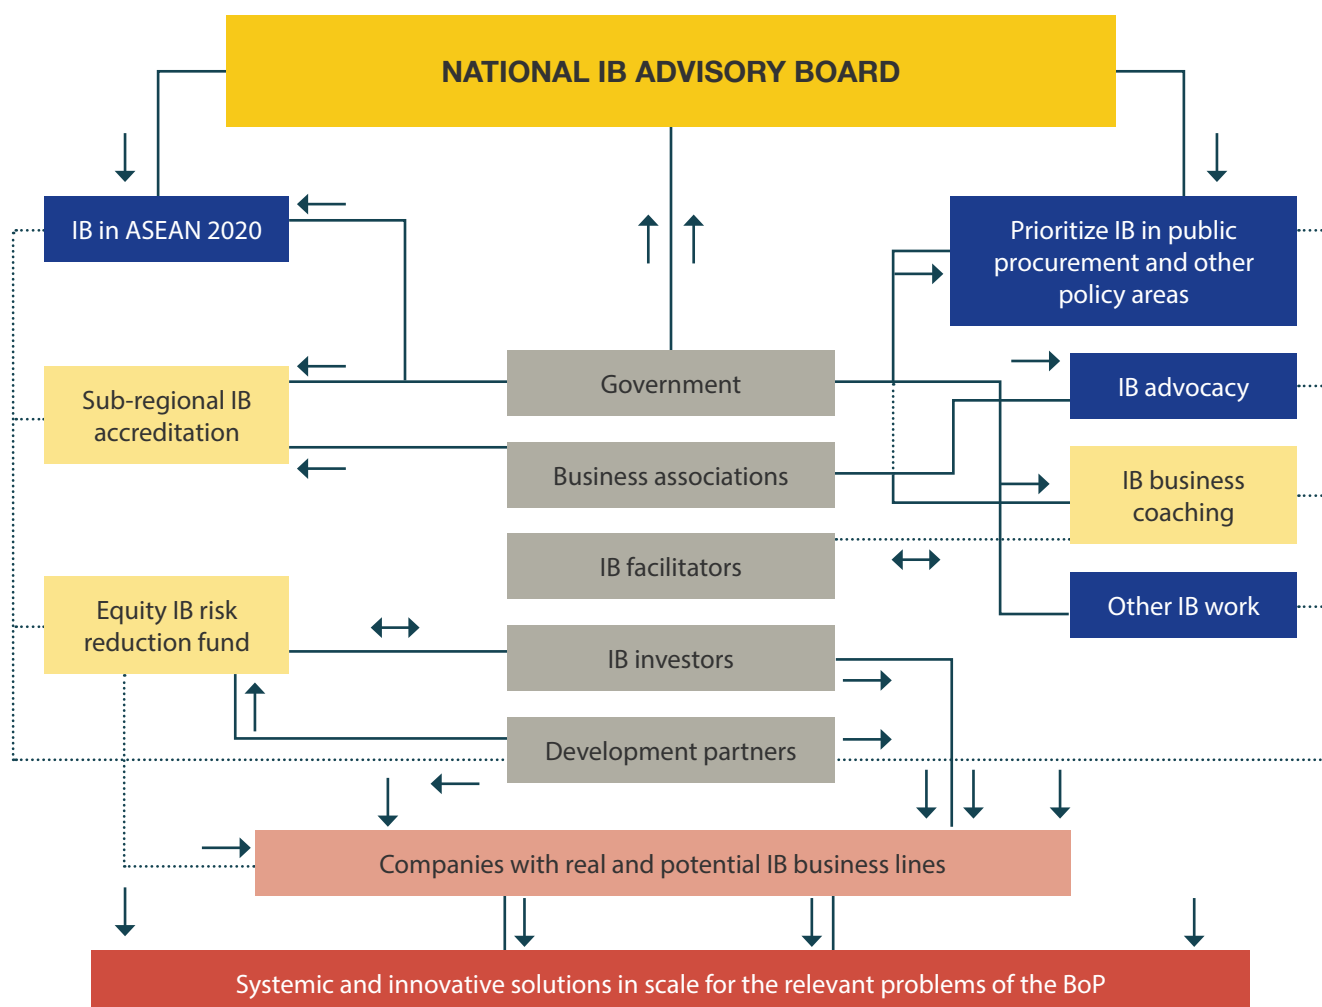 NATIONAL IB ADVISORY BOARD
IB in ASEAN 2020
Prioritize IB in public
procurement and other
policy areas
Sub-regional IB
accreditation
Government
IB advocacy
Business associations
IB business
coaching
IB facilitators
Equity IB risk
reduction fund
IB investors
Other IB work
Development partners
Companies with real and potential IB business lines
Systemic and innovative solutions in scale for the relevant problems of the BoP